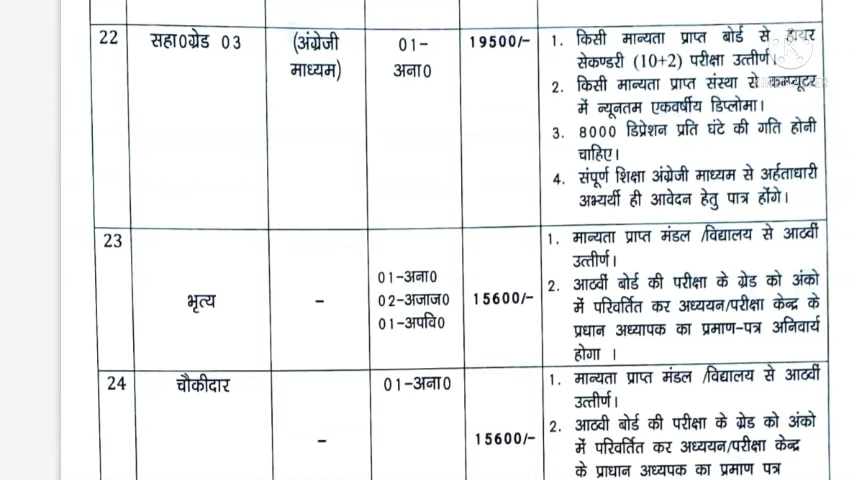 22
सहा0ग्रेड 03
(अंग्रेजी
माध्यम)
01-
अना0
19500/-
1. किसी मान्यता प्राप्त बोर्ड से हायर
सेकण्डरी (10+2) परीक्षा उत्तीर्ण।
2. किसी मान्यता प्राप्त संस्था से कम्प्यूटर
में न्यूनतम एकवर्षीय डिप्लोमा।
3. 8000 डिप्रेशन प्रति घंटे की गति होनी
चाहिए।
4. संपूर्ण शिक्षा अंग्रेजी माध्यम से अर्हताधारी
अभ्यर्थी ही आवेदन हेतु पात्र होंगे।
23
भृत्य
-
01-अना0
02-अजाज0
01-अपवि0
15600/-
1. मान्यता प्राप्त मंडल /विद्यालय से आठवीं
उत्तीर्ण।
2. आठवीं बोर्ड की परीक्षा के ग्रेड को अंको
में परिवर्तित कर अध्ययन/परीक्षा केन्द्र के
प्रधान अध्यापक का प्रमाण-पत्र अनिवार्य
होगा ।
24
चौकीदार
-
01-अना0
15600/-
1. मान्यता प्राप्त मंडल /विद्यालय से आठवीं
उत्तीर्ण।
2. आठवी बोर्ड की परीक्षा के ग्रेड को अंको
में परिवर्तित कर अध्ययन/परीक्षा केन्द्र
के प्राधान अध्यपक का प्रमाण पत्र